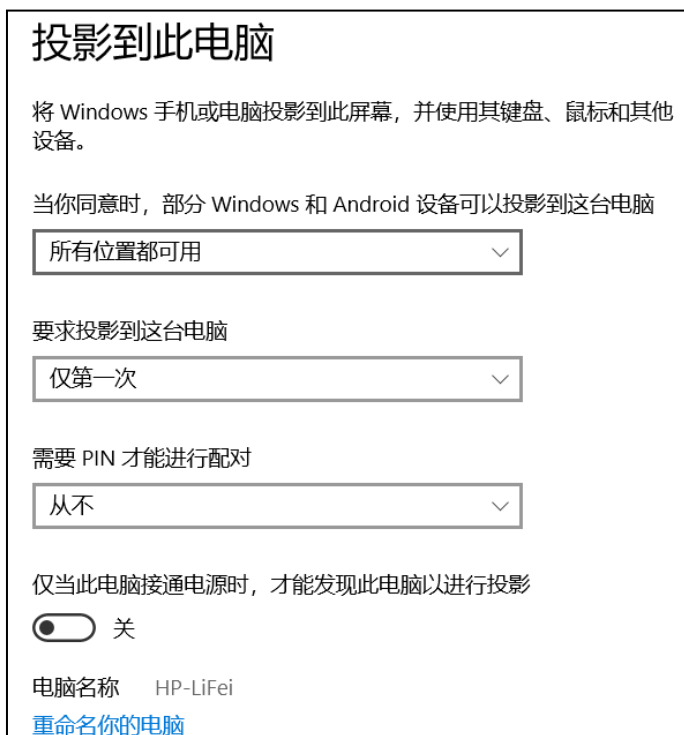 投影到此电脑
将 Windows 手机或电脑投影到此屏幕，并使用其键盘、鼠标和其他
设备。
当你同意时，部分 Windows 和 Android 设备可以投影到这台电脑
所有位置都可用
要求投影到这台电脑
仅第一次
需要 PIN 才能进行配对
从不
仅当此电脑接通电源时，才能发现此电脑以进行投影
关
电脑名称 HP-LiFei
重命名你的电脑